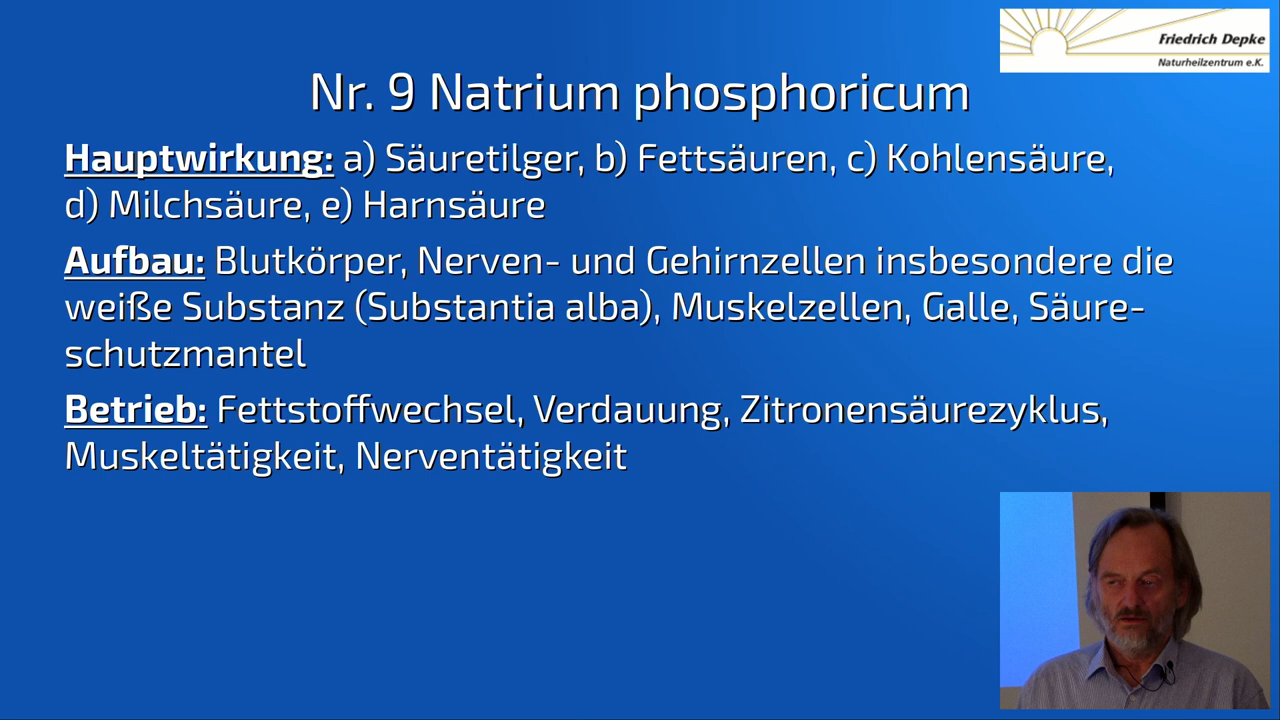 Friedrich Depke
Naturheilzentrum e.K.
Nr. 9 Natrium phosphoricum
Hauptwirkung: a) Säuretilger, b) Fettsäuren, c) Kohlensäure,
d) Milchsäure, e) Harnsäure
Aufbau: Blutkörper, Nerven- und Gehirnzellen insbesondere die
weiße Substanz (Substantia alba), Muskelzellen, Galle, Säure-
schutzmantel
Betrieb: Fettstoffwechsel, Verdauung, Zitronensäurezyklus,
Muskeltätigkeit, Nerventätigkeit